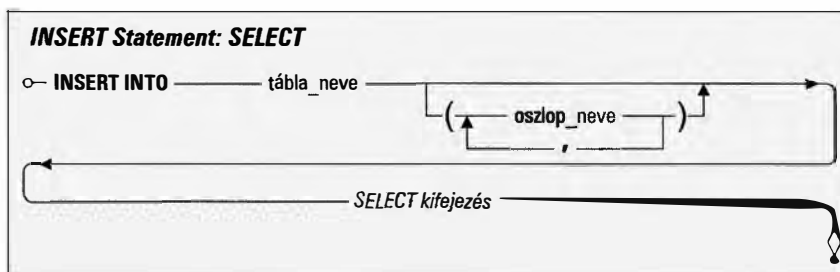 INSERT Statement: SELECT
INSERT INTO tábla_neve
( oszlop_neve )
,
SELECT kifejezés